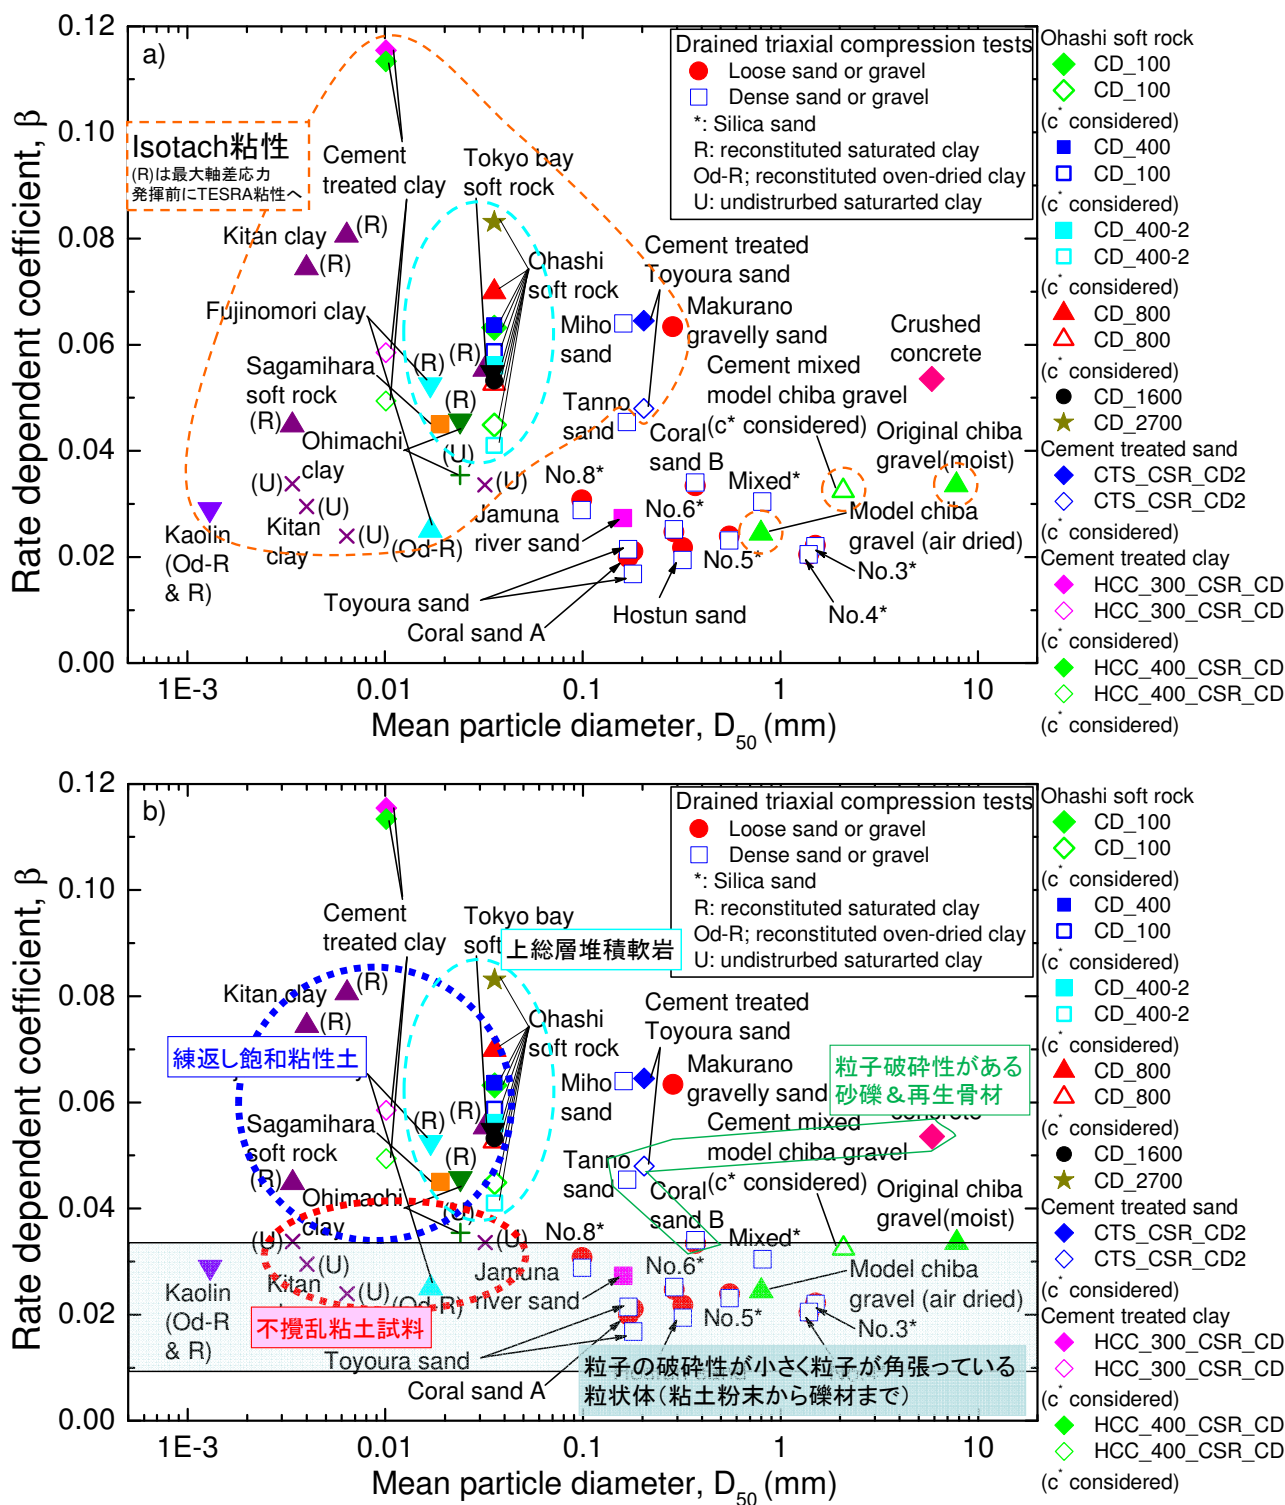 a)
0.12
0.10
0.08
0.06
0.04
0.02
0.00
Rate dependent coefficient, β
1E-3
0.01
0.1
1
10
Mean particle diameter, D50 (mm)
Drained triaxial compression tests
Loose sand or gravel
Dense sand or gravel
*: Silica sand
R: reconstituted saturated clay
Od-R; reconstituted oven-dried clay
U: undistrurbed saturarted clay
Isotach粘性
(R)は最大軸差応力
発揮前にTESRA粘性へ
Cement
treated clay
Tokyo bay
soft rock
Kitan clay
(R)
(R)
Fujinomori clay
Ohashi
soft rock
Cement treated
Toyoura sand
Miho
sand
Makurano
gravelly sand
Crushed
concrete
Sagamihara
soft rock
(R)
(R)
(R)
(R)
Ohimachi
clay
(U)
Tanno
sand
Cement mixed
model chiba gravel
(c* considered)
Coral
sand B
Original chiba
gravel(moist)
(U)
(U)
(U)
Kitan
clay
(U)
(Od-R)
Kaolin
(Od-R
& R)
No.8*
Jamuna
river sand
No.6*
Mixed*
Model chiba
gravel (air dried)
No.5*
No.3*
No.4*
Toyoura sand
Coral sand A
Hostun sand
Ohashi soft rock
CD_100
CD_100
(c* considered)
CD_400
CD_100
(c* considered)
CD_400-2
CD_400-2
(c* considered)
CD_800
CD_800
(c* considered)
CD_1600
CD_2700
Cement treated sand
CTS_CSR_CD2
CTS_CSR_CD2
(c* considered)
Cement treated clay
HCC_300_CSR_CD
HCC_300_CSR_CD
(c* considered)
HCC_400_CSR_CD
HCC_400_CSR_CD
(c* considered)
b)
0.12
0.10
0.08
0.06
0.04
0.02
0.00
Rate dependent coefficient, β
1E-3
0.01
0.1
1
10
Mean particle diameter, D50 (mm)
Drained triaxial compression tests
Loose sand or gravel
Dense sand or gravel
*: Silica sand
R: reconstituted saturated clay
Od-R; reconstituted oven-dried clay
U: undistrurbed saturarted clay
Cement
treated clay
Tokyo bay
上総層堆積軟岩
Kitan clay
(R)
(R)
練返し飽和粘性土
Ohashi
soft rock
Cement treated
Toyoura sand
Miho
sand
Makurano
gravelly sand
粒子破砕性がある
砂礫＆再生骨材
Sagamihara
soft rock
(R)
(R)
(R)
(R)
Ohimachi
clay
Tanno
sand
Cement mixed
model chiba gravel
(c* considered)
Coral
sand B
Original chiba
gravel(moist)
(U)
(U)
(U)
Kitan
(U)
(Od-R)
Kaolin
(Od-R
& R)
不攪乱粘土試料
No.8*
Jamuna
river sand
No.6*
Mixed*
Model chiba
gravel (air dried)
No.5*
No.3*
Toyoura sand
Coral sand A
粒子の破砕性が小さく粒子が角張っている
粒状体（粘土粉末から礫材まで）
Ohashi soft rock
CD_100
CD_100
(c* considered)
CD_400
CD_100
(c* considered)
CD_400-2
CD_400-2
(c* considered)
CD_800
CD_800
(c* considered)
CD_1600
CD_2700
Cement treated sand
CTS_CSR_CD2
CTS_CSR_CD2
(c* considered)
Cement treated clay
HCC_300_CSR_CD
HCC_300_CSR_CD
(c* considered)
HCC_400_CSR_CD
HCC_400_CSR_CD
(c* considered)